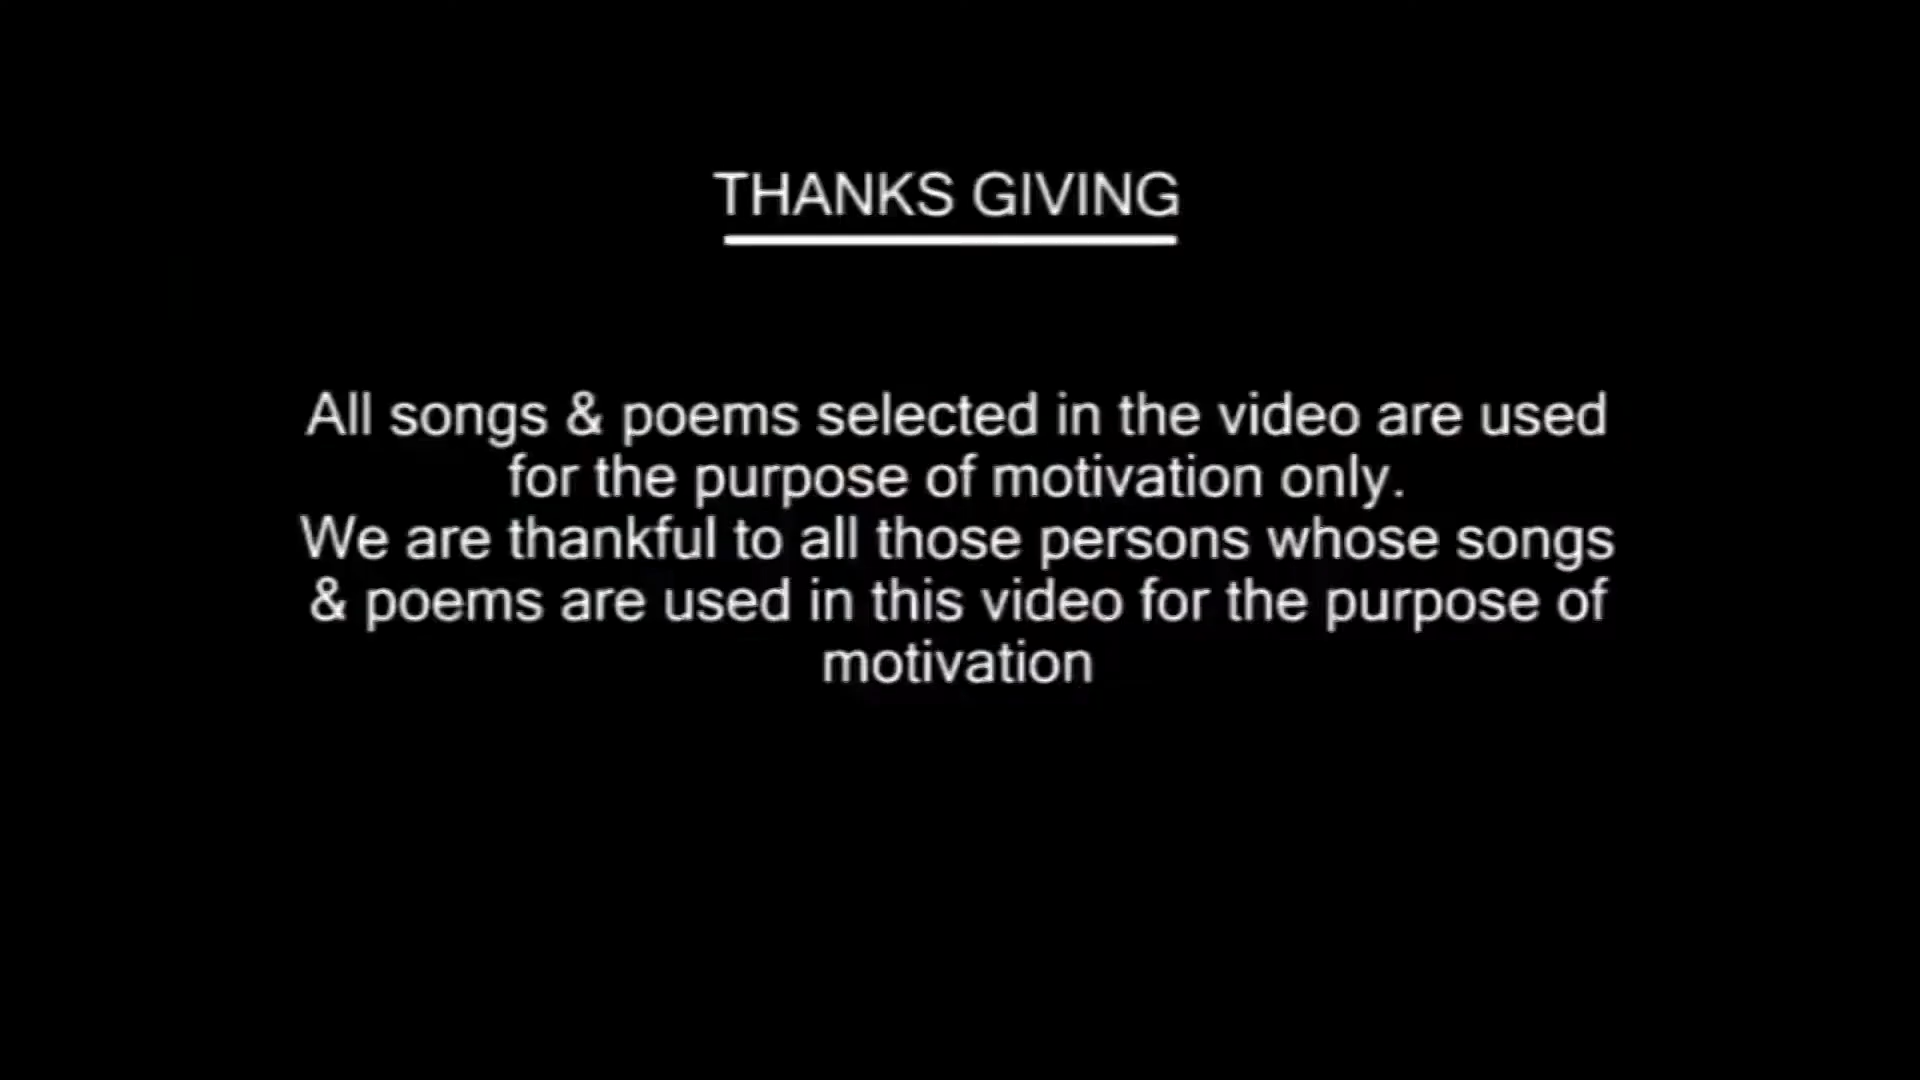 THANKS GIVING
All songs & poems selected in the video are used
for the purpose of motivation only.
We are thankful to all those persons whose songs
& poems are used in this video for the purpose of
motivation